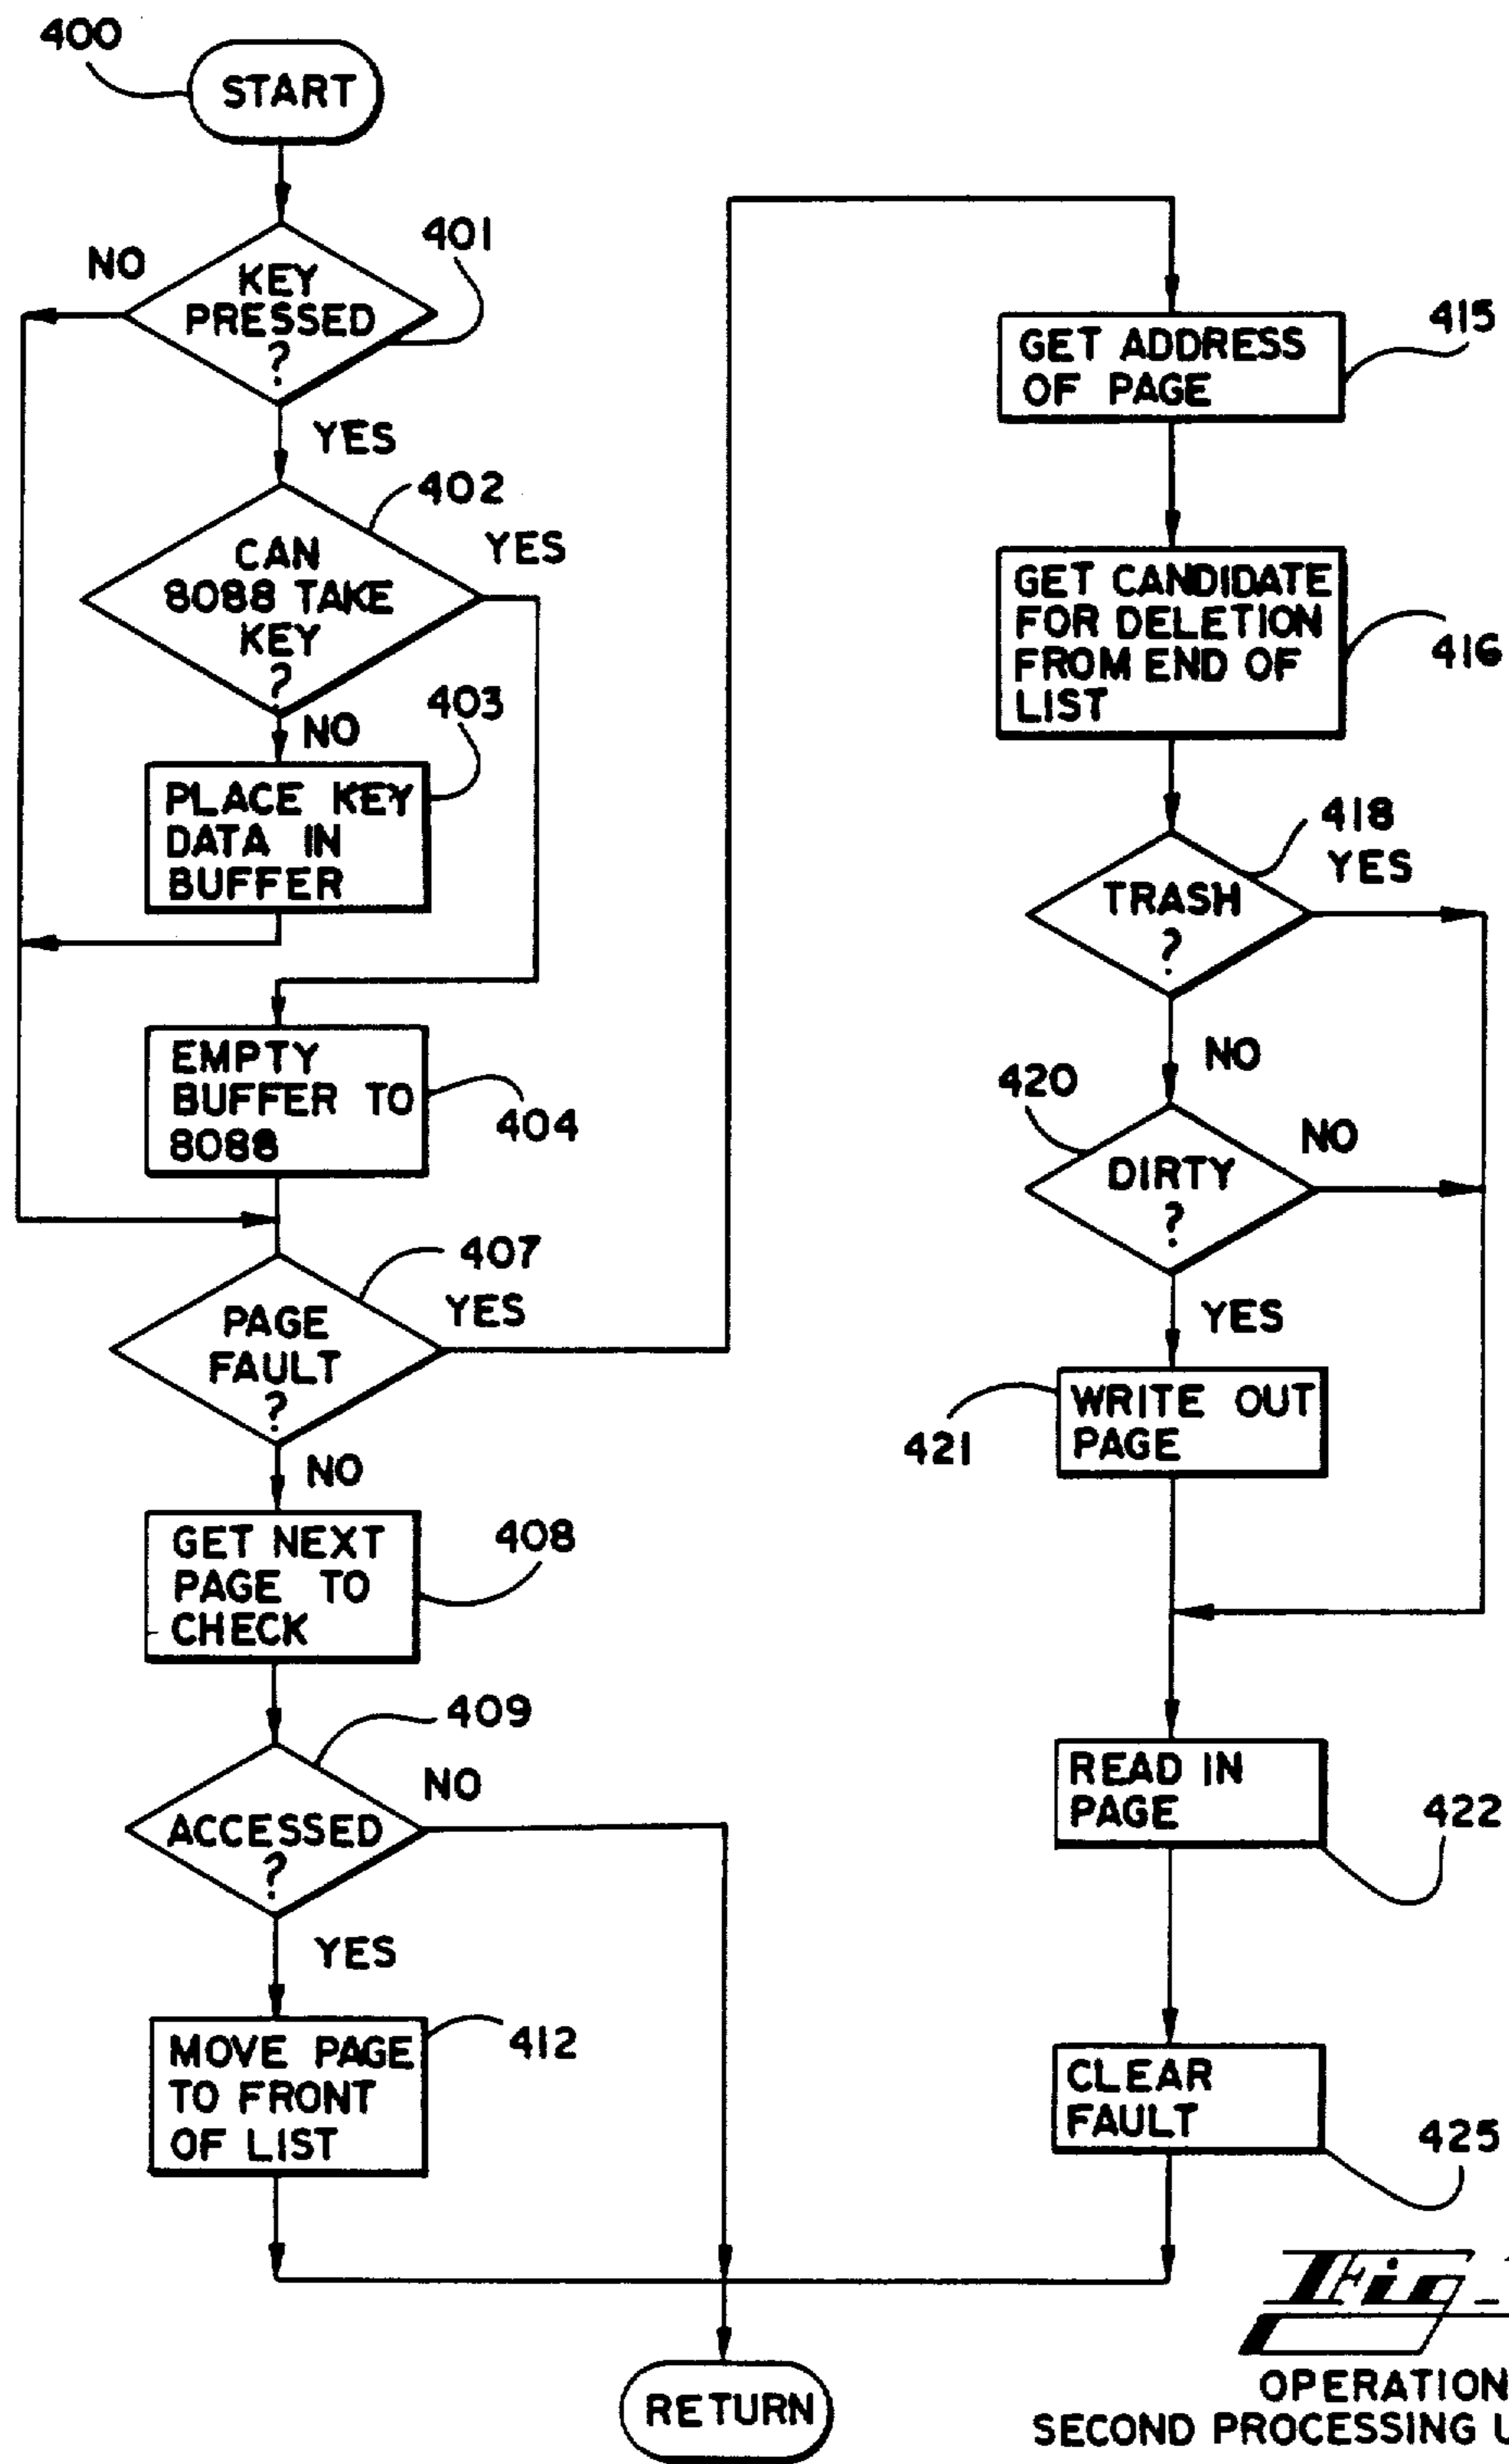 400
START
401
NO
KEY
PRESSED
?
YES
402
CAN
8088 TAKE
KEY
?
YES
NO
403
PLACE KEY
DATA IN
BUFFER
EMPTY
BUFFER TO
8088
404
407
PAGE
FAULT
?
YES
NO
GET NEXT
PAGE TO
CHECK
408
409
ACCESSED
?
NO
YES
MOVE PAGE
TO FRONT
OF LIST
412
RETURN
GET ADDRESS
OF PAGE
415
GET CANDIDATE
FOR DELETION
FROM END OF
LIST
416
418
TRASH
?
YES
NO
420
DIRTY
?
NO
YES
WRITE OUT
PAGE
421
READ IN
PAGE
422
CLEAR
FAULT
425
Fig
OPERATION
SECOND PROCESSING